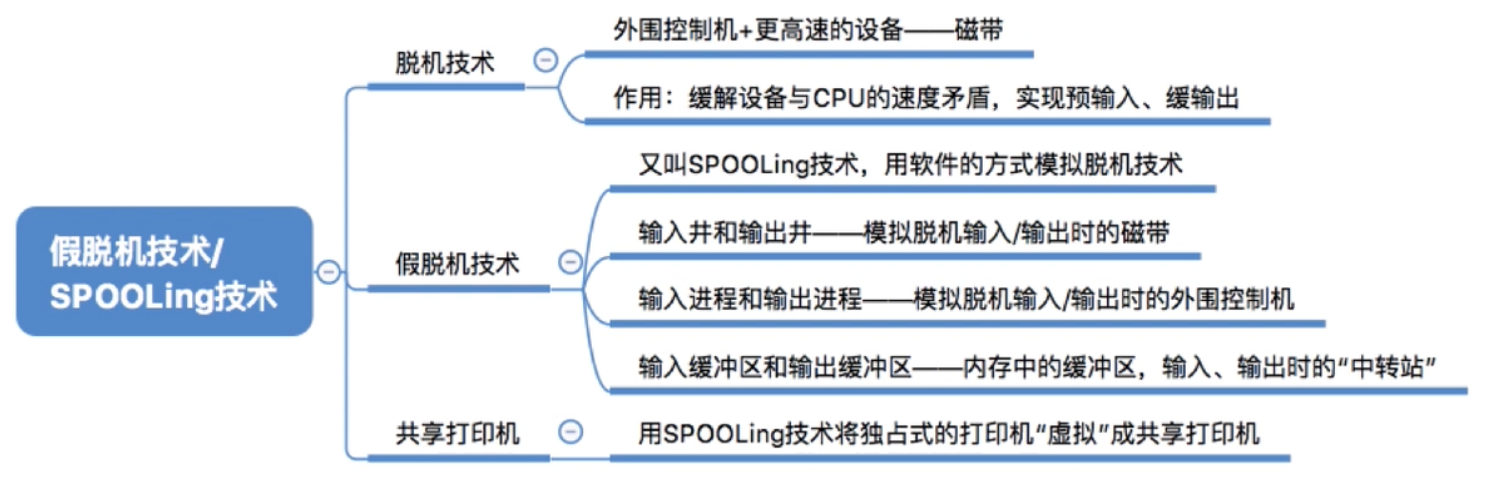 外围控制机+更高速的设备——磁带
脱机技术
作用：缓解设备与CPU的速度矛盾，实现预输入、缓输出
又叫SPOOLing技术，用软件的方式模拟脱机技术
输入井和输出井——模拟脱机输入/输出时的磁带
假脱机技术/
SPOOLing技术
假脱机技术
输入进程和输出进程——模拟脱机输入/输出时的外围控制机
输入缓冲区和输出缓冲区——内存中的缓冲区，输入、输出时的“中转站”
共享打印机
用SPOOLing技术将独占式的打印机“虚拟”成共享打印机